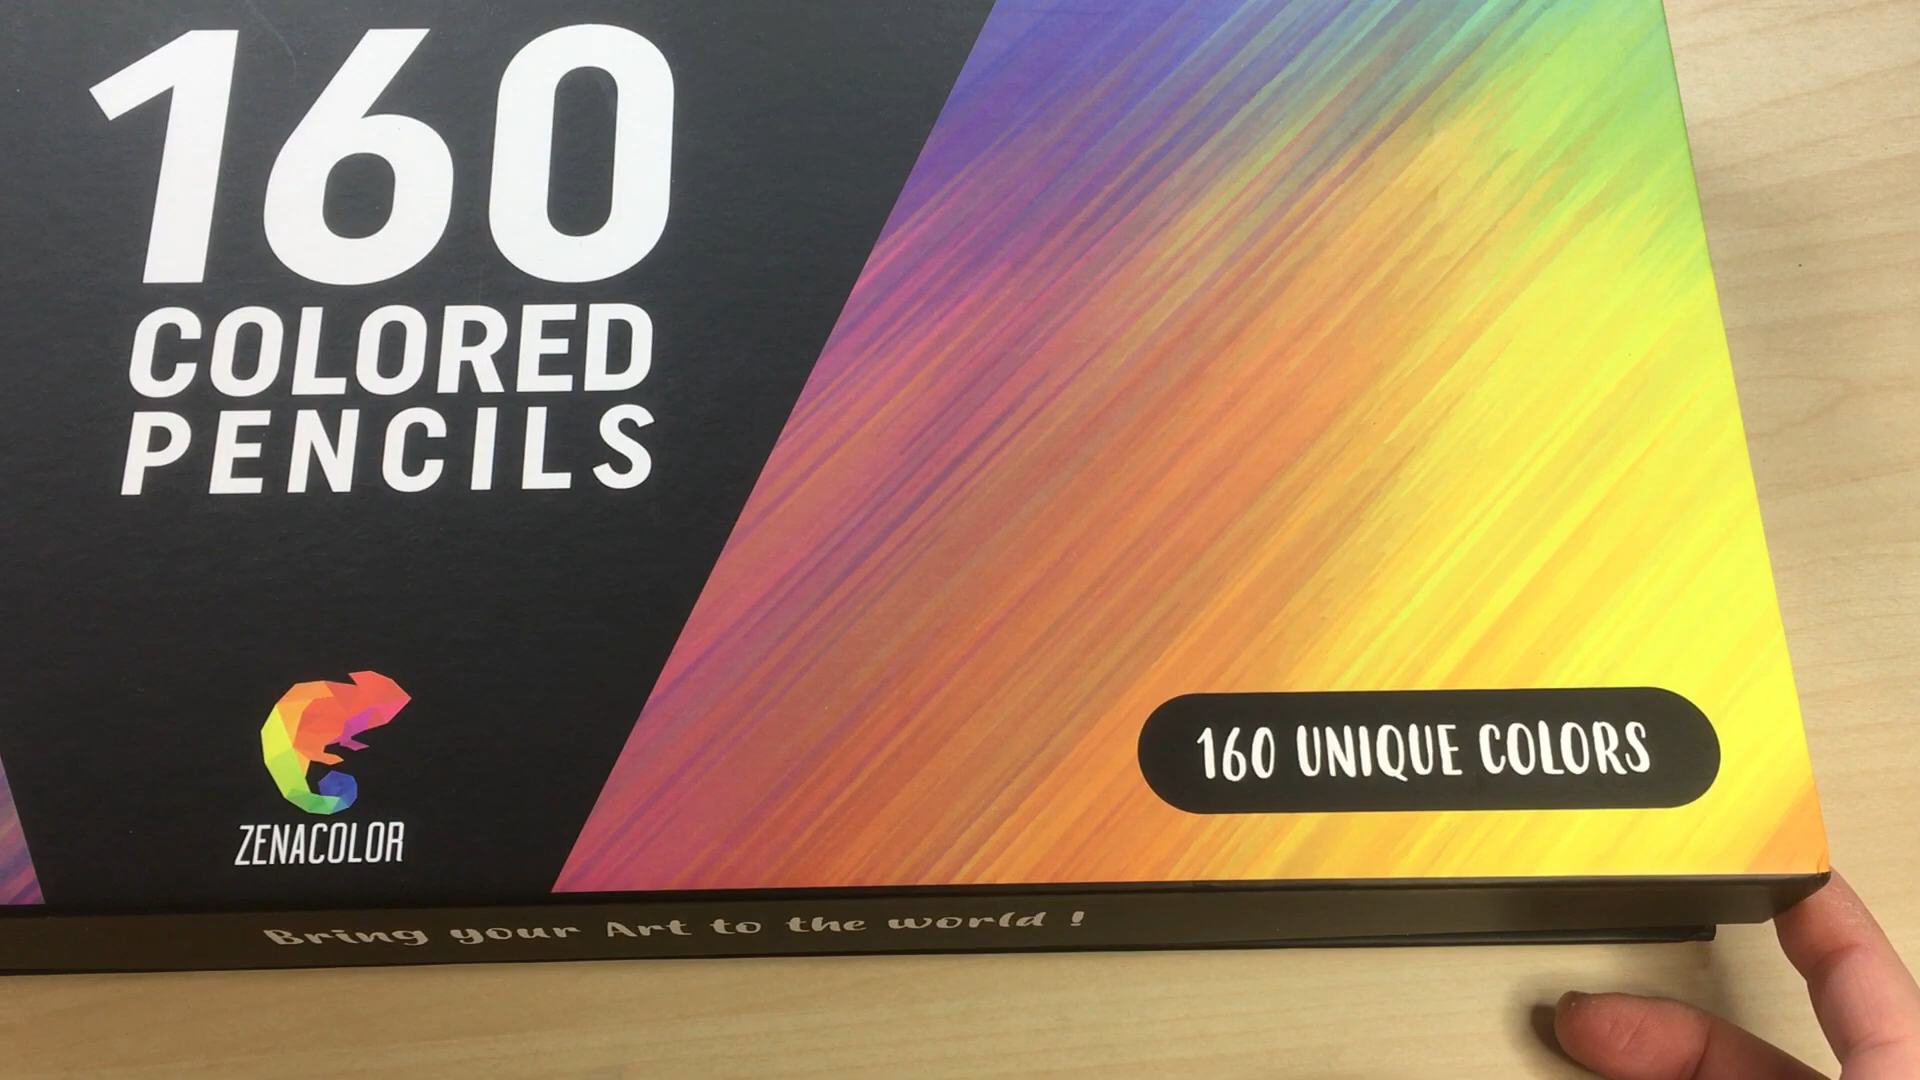 160
COLORED
PENCILS
160 UNIQUE COLORS
ZENACOLOR
Bring your Art to the world !